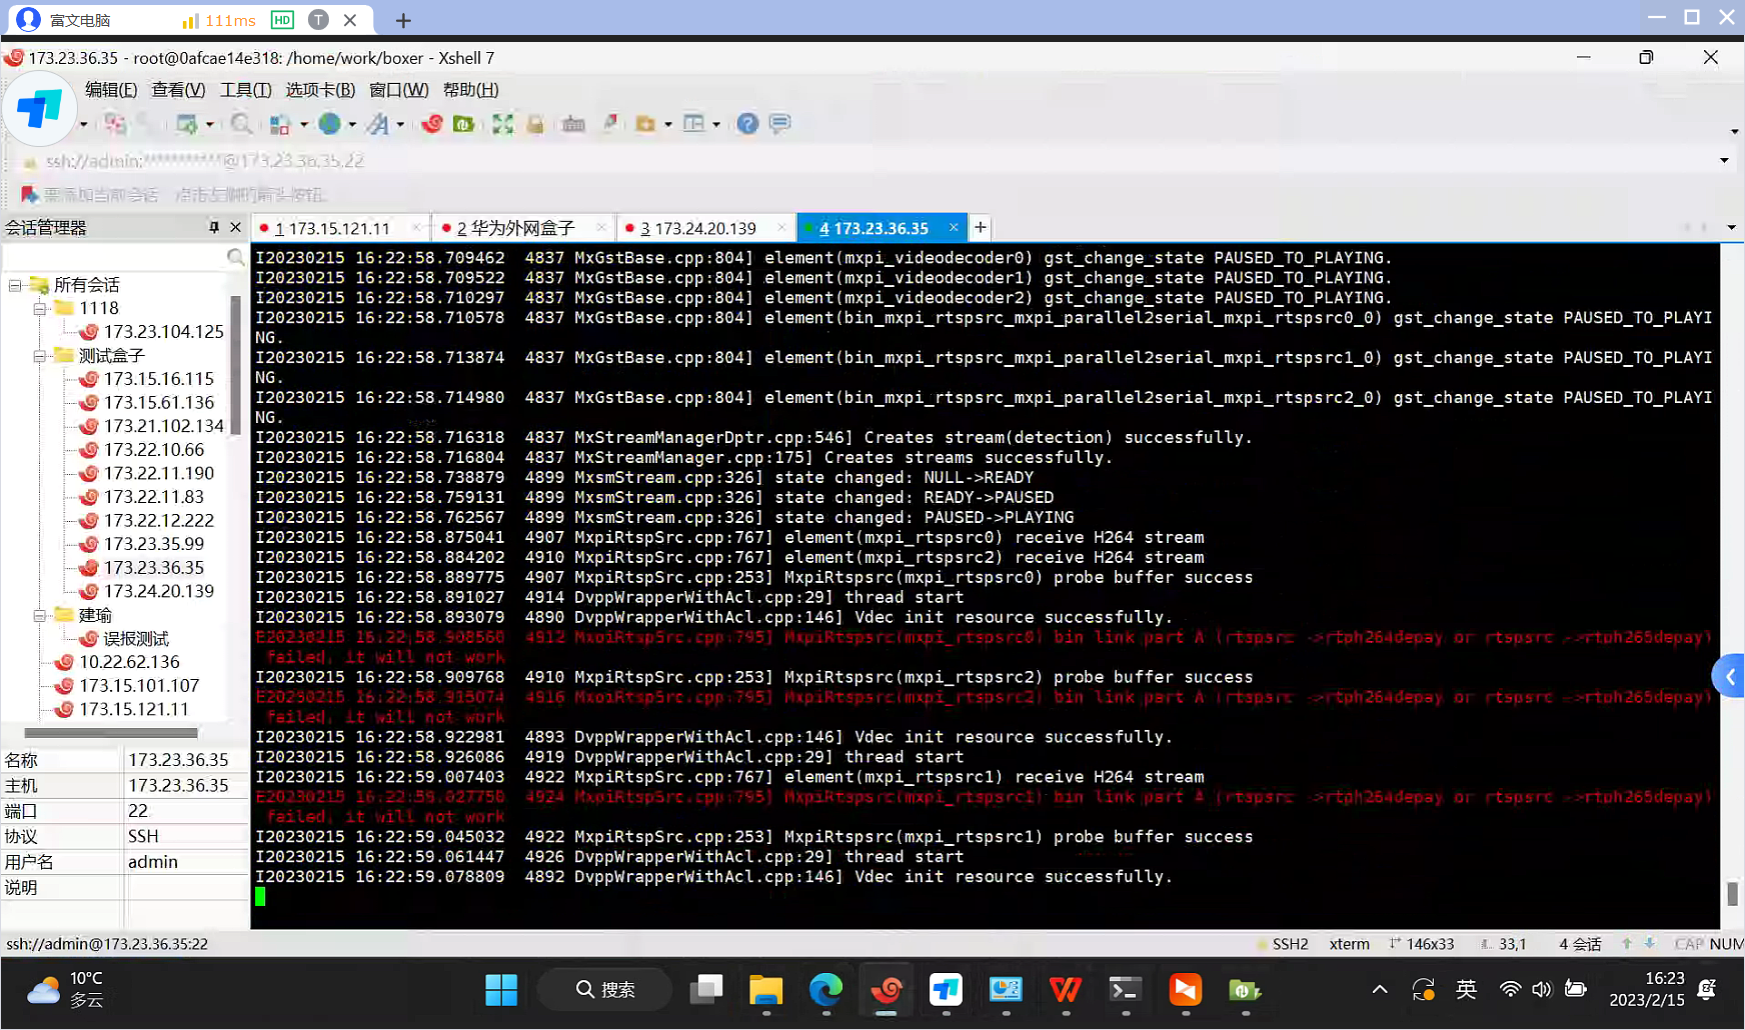 富文电脑
111ms
HD
T
173.23.36.35 - root@0afcae14e318: /home/work/boxer - Xshell 7
编辑(E) 查看(V) 工具(T) 选项卡(B) 窗口(W) 帮助(H)
ssh://admin:***********@173.23.36.35:22
要添加当前会话，点击左侧的箭头按钮。
会话管理器
1 173.15.121.11
2 华为外网盒子
3 173.24.20.139
4 173.23.36.35
所有会话
1118
173.23.104.125
测试盒子
173.15.16.115
173.15.61.136
173.21.102.134
173.22.10.66
173.22.11.190
173.22.11.83
173.22.12.222
173.23.35.99
173.23.36.35
173.24.20.139
建瑜
误报测试
10.22.62.136
173.15.101.107
173.15.121.11
名称 173.23.36.35
主机 173.23.36.35
端口 22
协议 SSH
用户名 admin
说明
I20230215 16:22:58.709462  4837 MxGstBase.cpp:804] element(mxpi_videodecoder0) gst_change_state PAUSED_TO_PLAYING.
I20230215 16:22:58.709522  4837 MxGstBase.cpp:804] element(mxpi_videodecoder1) gst_change_state PAUSED_TO_PLAYING.
I20230215 16:22:58.710297  4837 MxGstBase.cpp:804] element(mxpi_videodecoder2) gst_change_state PAUSED_TO_PLAYING.
I20230215 16:22:58.710578  4837 MxGstBase.cpp:804] element(bin_mxpi_rtspsrc_mxpi_parallel2serial_mxpi_rtspsrc0_0) gst_change_state PAUSED_TO_PLAYI
NG.
I20230215 16:22:58.713874  4837 MxGstBase.cpp:804] element(bin_mxpi_rtspsrc_mxpi_parallel2serial_mxpi_rtspsrc1_0) gst_change_state PAUSED_TO_PLAYI
NG.
I20230215 16:22:58.714980  4837 MxGstBase.cpp:804] element(bin_mxpi_rtspsrc_mxpi_parallel2serial_mxpi_rtspsrc2_0) gst_change_state PAUSED_TO_PLAYI
NG.
I20230215 16:22:58.716318  4837 MxStreamManagerDptr.cpp:546] Creates stream(detection) successfully.
I20230215 16:22:58.716804  4837 MxStreamManager.cpp:175] Creates streams successfully.
I20230215 16:22:58.738879  4899 MxsmStream.cpp:326] state changed: NULL->READY
I20230215 16:22:58.759131  4899 MxsmStream.cpp:326] state changed: READY->PAUSED
I20230215 16:22:58.762567  4899 MxsmStream.cpp:326] state changed: PAUSED->PLAYING
I20230215 16:22:58.875041  4907 MxpiRtspSrc.cpp:767] element(mxpi_rtspsrc0) receive H264 stream
I20230215 16:22:58.884202  4910 MxpiRtspSrc.cpp:767] element(mxpi_rtspsrc2) receive H264 stream
I20230215 16:22:58.889775  4907 MxpiRtspSrc.cpp:253] MxpiRtspsrc(mxpi_rtspsrc0) probe buffer success
I20230215 16:22:58.891027  4914 DvppWrapperWithAcl.cpp:29] thread start
I20230215 16:22:58.893079  4890 DvppWrapperWithAcl.cpp:146] Vdec init resource successfully.
E20230215 16:22:58.908560  4912 MxpiRtspSrc.cpp:795] MxpiRtspsrc(mxpi_rtspsrc0) bin link part A (rtspsrc ->rtph264depay or rtspsrc ->rtph265depay)
failed, it will not work
I20230215 16:22:58.909768  4910 MxpiRtspSrc.cpp:253] MxpiRtspsrc(mxpi_rtspsrc2) probe buffer success
E20230215 16:22:58.915074  4916 MxpiRtspSrc.cpp:795] MxpiRtspsrc(mxpi_rtspsrc2) bin link part A (rtspsrc ->rtph264depay or rtspsrc ->rtph265depay)
failed, it will not work
I20230215 16:22:58.922981  4893 DvppWrapperWithAcl.cpp:146] Vdec init resource successfully.
I20230215 16:22:58.926086  4919 DvppWrapperWithAcl.cpp:29] thread start
I20230215 16:22:59.007403  4922 MxpiRtspSrc.cpp:767] element(mxpi_rtspsrc1) receive H264 stream
E20230215 16:22:59.027750  4924 MxpiRtspSrc.cpp:795] MxpiRtspsrc(mxpi_rtspsrc1) bin link part A (rtspsrc ->rtph264depay or rtspsrc ->rtph265depay)
failed, it will not work
I20230215 16:22:59.045032  4922 MxpiRtspSrc.cpp:253] MxpiRtspsrc(mxpi_rtspsrc1) probe buffer success
I20230215 16:22:59.061447  4926 DvppWrapperWithAcl.cpp:29] thread start
I20230215 16:22:59.078809  4892 DvppWrapperWithAcl.cpp:146] Vdec init resource successfully.
ssh://admin@173.23.36.35:22
SSH2 xterm 146x33 33,1 4 会话 CAP NUM
10°C
多云
搜索
英
16:23
2023/2/15